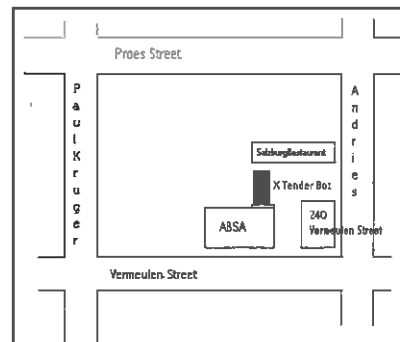 Proes Street
Paul Kruger
Andries
Salzburg Restaurant
X Tender Box
ABSA
240
Vermeulen Street
Vermeulen Street